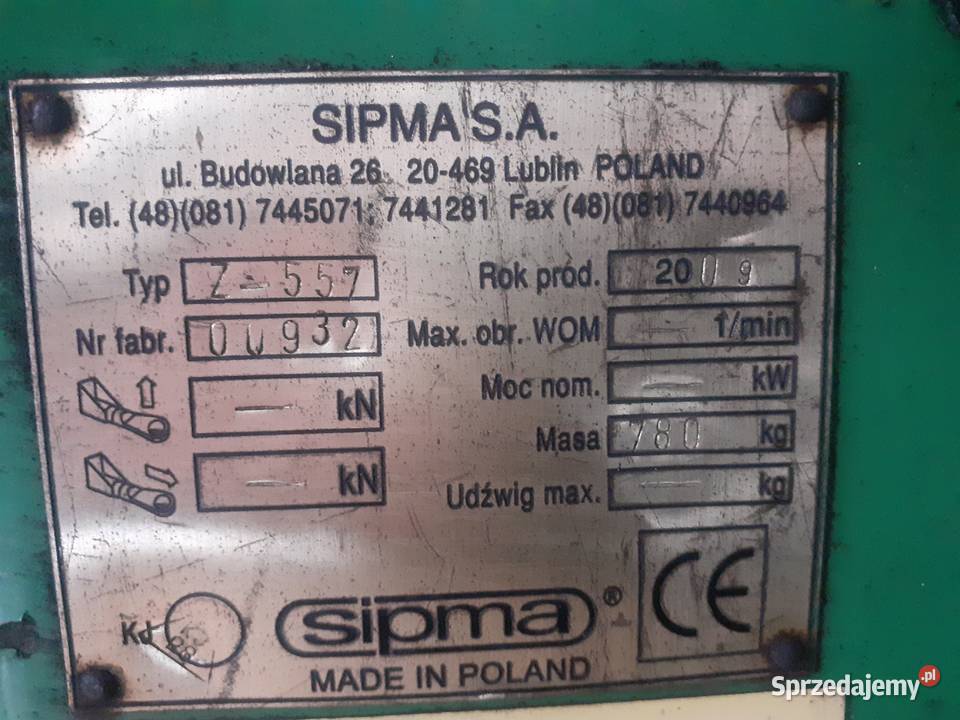 SIPMA S.A.
ul. Budowlana 26 20-469 Lublin POLAND
Tel. (48)(081) 7445071; 7441281 Fax (48)(081) 7440964
Typ Z-557
Rok prod. 2009
Nr fabr. 00932
Max. obr. WOM — 1/min
— kN
Moc nom. — kW
Masa 780 kg
— kN
Udźwig max. — kg
KJ
sipma®
CE
MADE IN POLAND
Sprzedajemy.pl